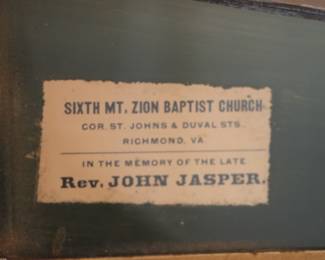 SIXTH MT. ZION BAPTIST CHURCH
COR. ST. JOHNS & DUVAL STS.
RICHMOND, VA
IN THE MEMORY OF THE LATE
Rev. JOHN JASPER.